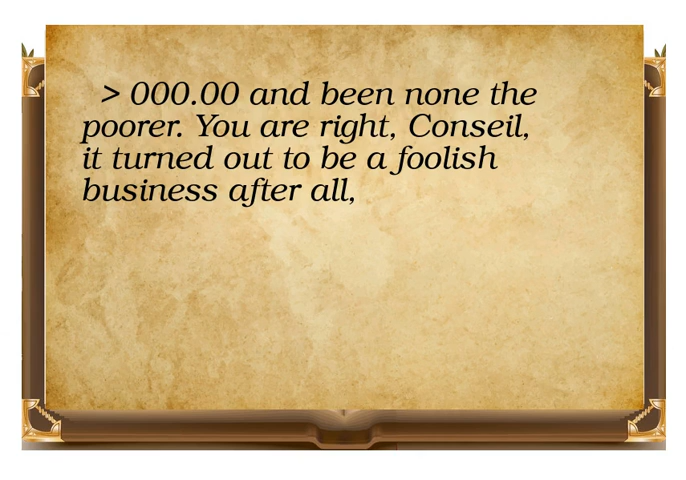 > 000.00 and been none the
poorer. You are right, Conseil,
it turned out to be a foolish
business after all,